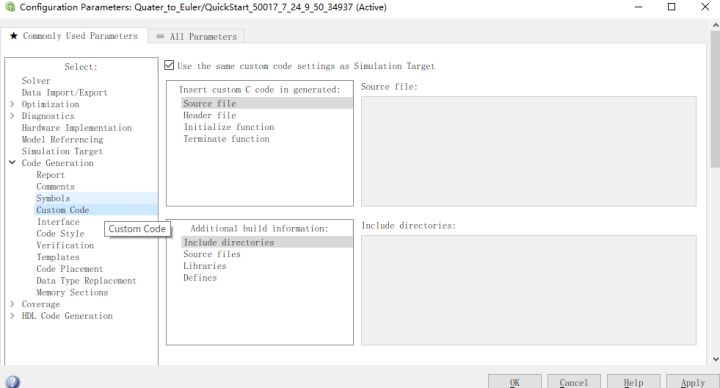 Configuration Parameters: Quater_to_Euler/QuickStart_50017_7_24_9_50_34937 (Active)
★ Commonly Used Parameters
≡ All Parameters
Select:
Solver
Data Import/Export
Optimization
Diagnostics
Hardware Implementation
Model Referencing
Simulation Target
Code Generation
Report
Comments
Symbols
Custom Code
Interface
Code Style
Verification
Templates
Code Placement
Data Type Replacement
Memory Sections
Coverage
HDL Code Generation
Custom Code
Use the same custom code settings as Simulation Target
Insert custom C code in generated:
Source file
Header file
Initialize function
Terminate function
Source file:
Additional build information:
Include directories
Source files
Libraries
Defines
Include directories:
OK
Cancel
Help
Apply